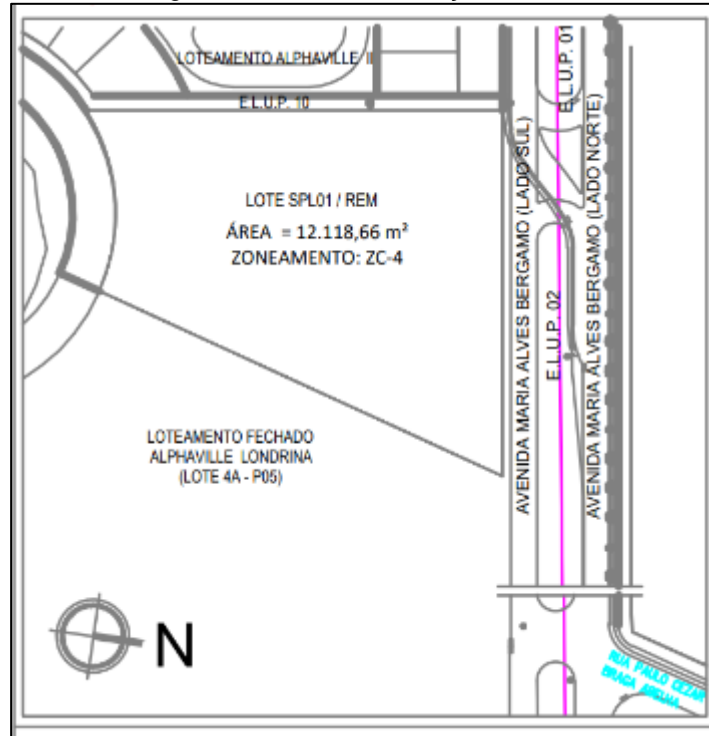 LOTEAMENTO ALPHAVILLE II
E.L.U.P. 10
E.L.U.P. 01
LOTE SPL01 / REM
ÁREA = 12.118,66 m²
ZONEAMENTO: ZC-4
AVENIDA MARIA ALVES BERGAMO (LADO SUL)
E.L.U.P. 02
AVENIDA MARIA ALVES BERGAMO (LADO NORTE)
LOTEAMENTO FECHADO
ALPHAVILLE LONDRINA
(LOTE 4A - P05)
N
RUA PAULO CEZAR
BRAGA